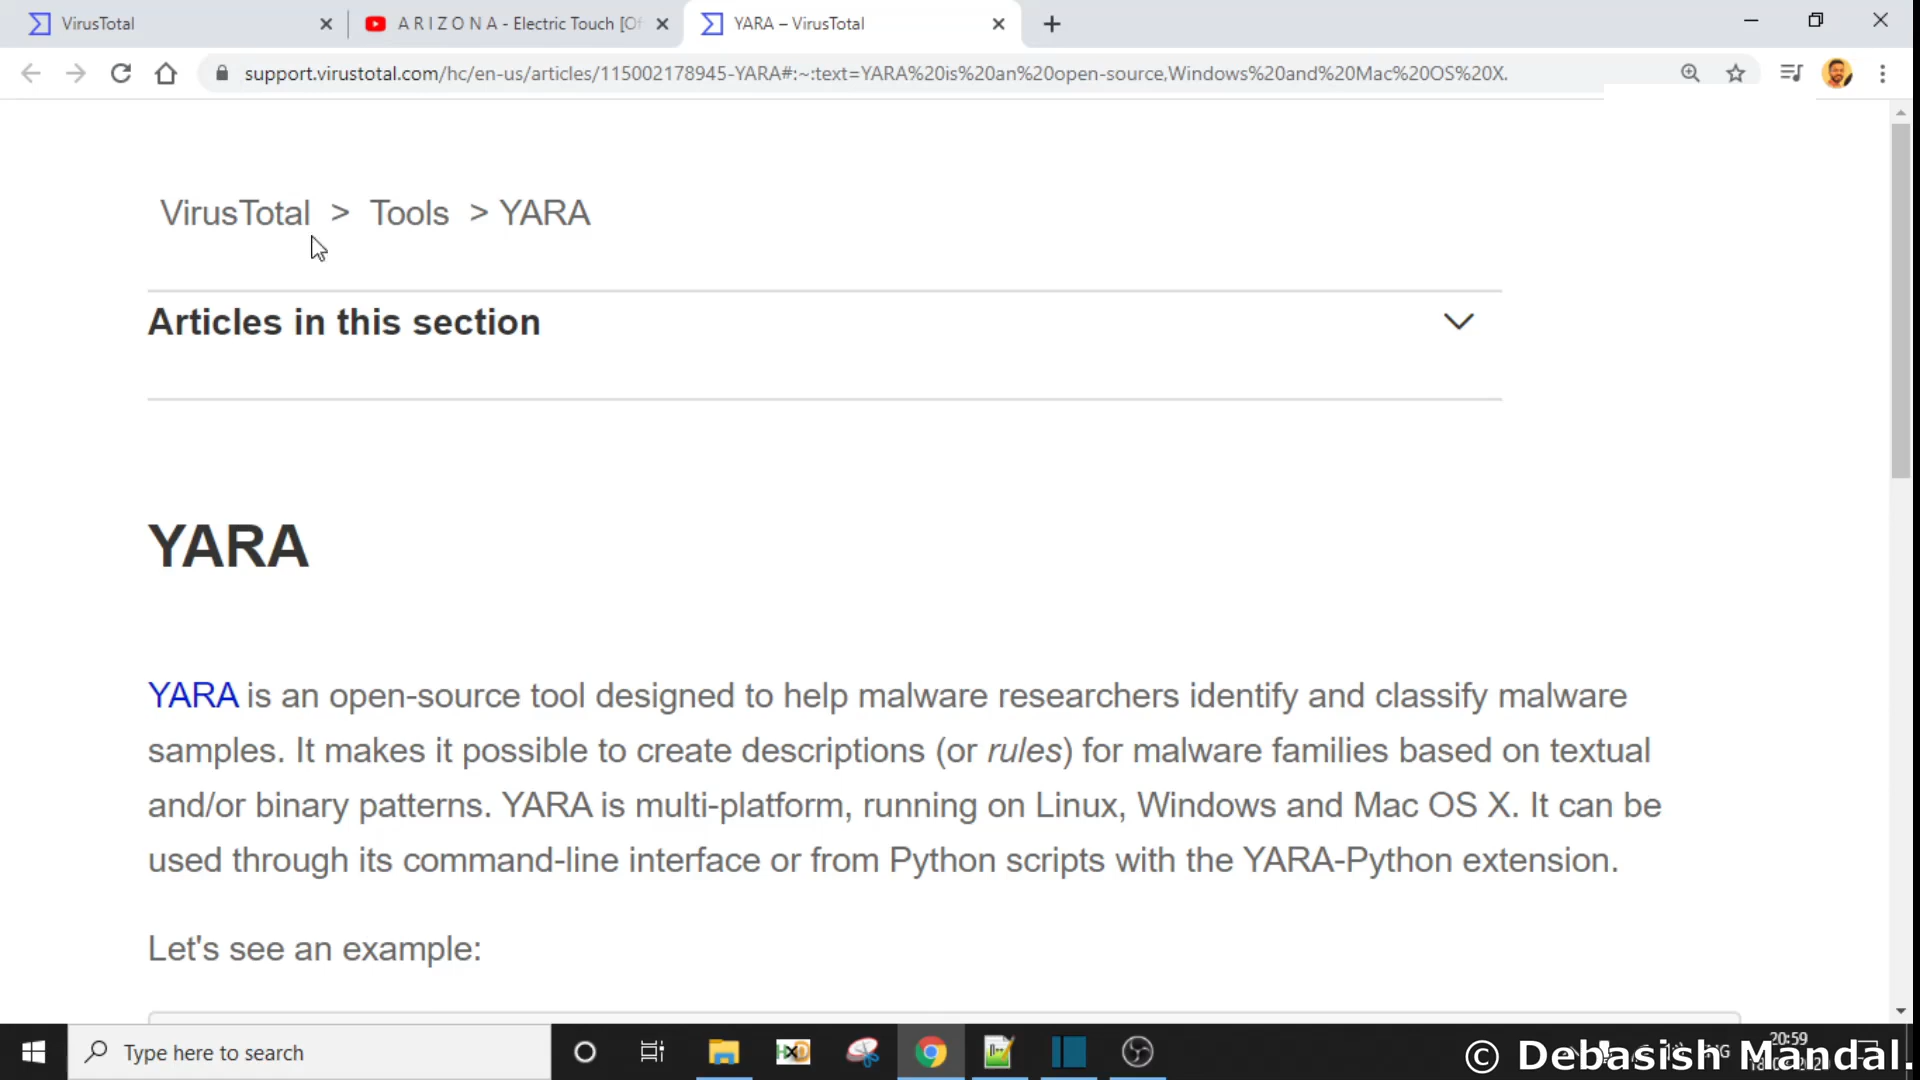 VirusTotal
A R I Z O N A - Electric Touch [Of
YARA – VirusTotal
support.virustotal.com/hc/en-us/articles/115002178945-YARA#:~:text=YARA%20is%20an%20open-source,Windows%20and%20Mac%20OS%20X.
VirusTotal > Tools > YARA
Articles in this section
YARA
YARA is an open-source tool designed to help malware researchers identify and classify malware
samples. It makes it possible to create descriptions (or rules) for malware families based on textual
and/or binary patterns. YARA is multi-platform, running on Linux, Windows and Mac OS X. It can be
used through its command-line interface or from Python scripts with the YARA-Python extension.
Let's see an example:
Type here to search
20:59
© Debasish Mandal.